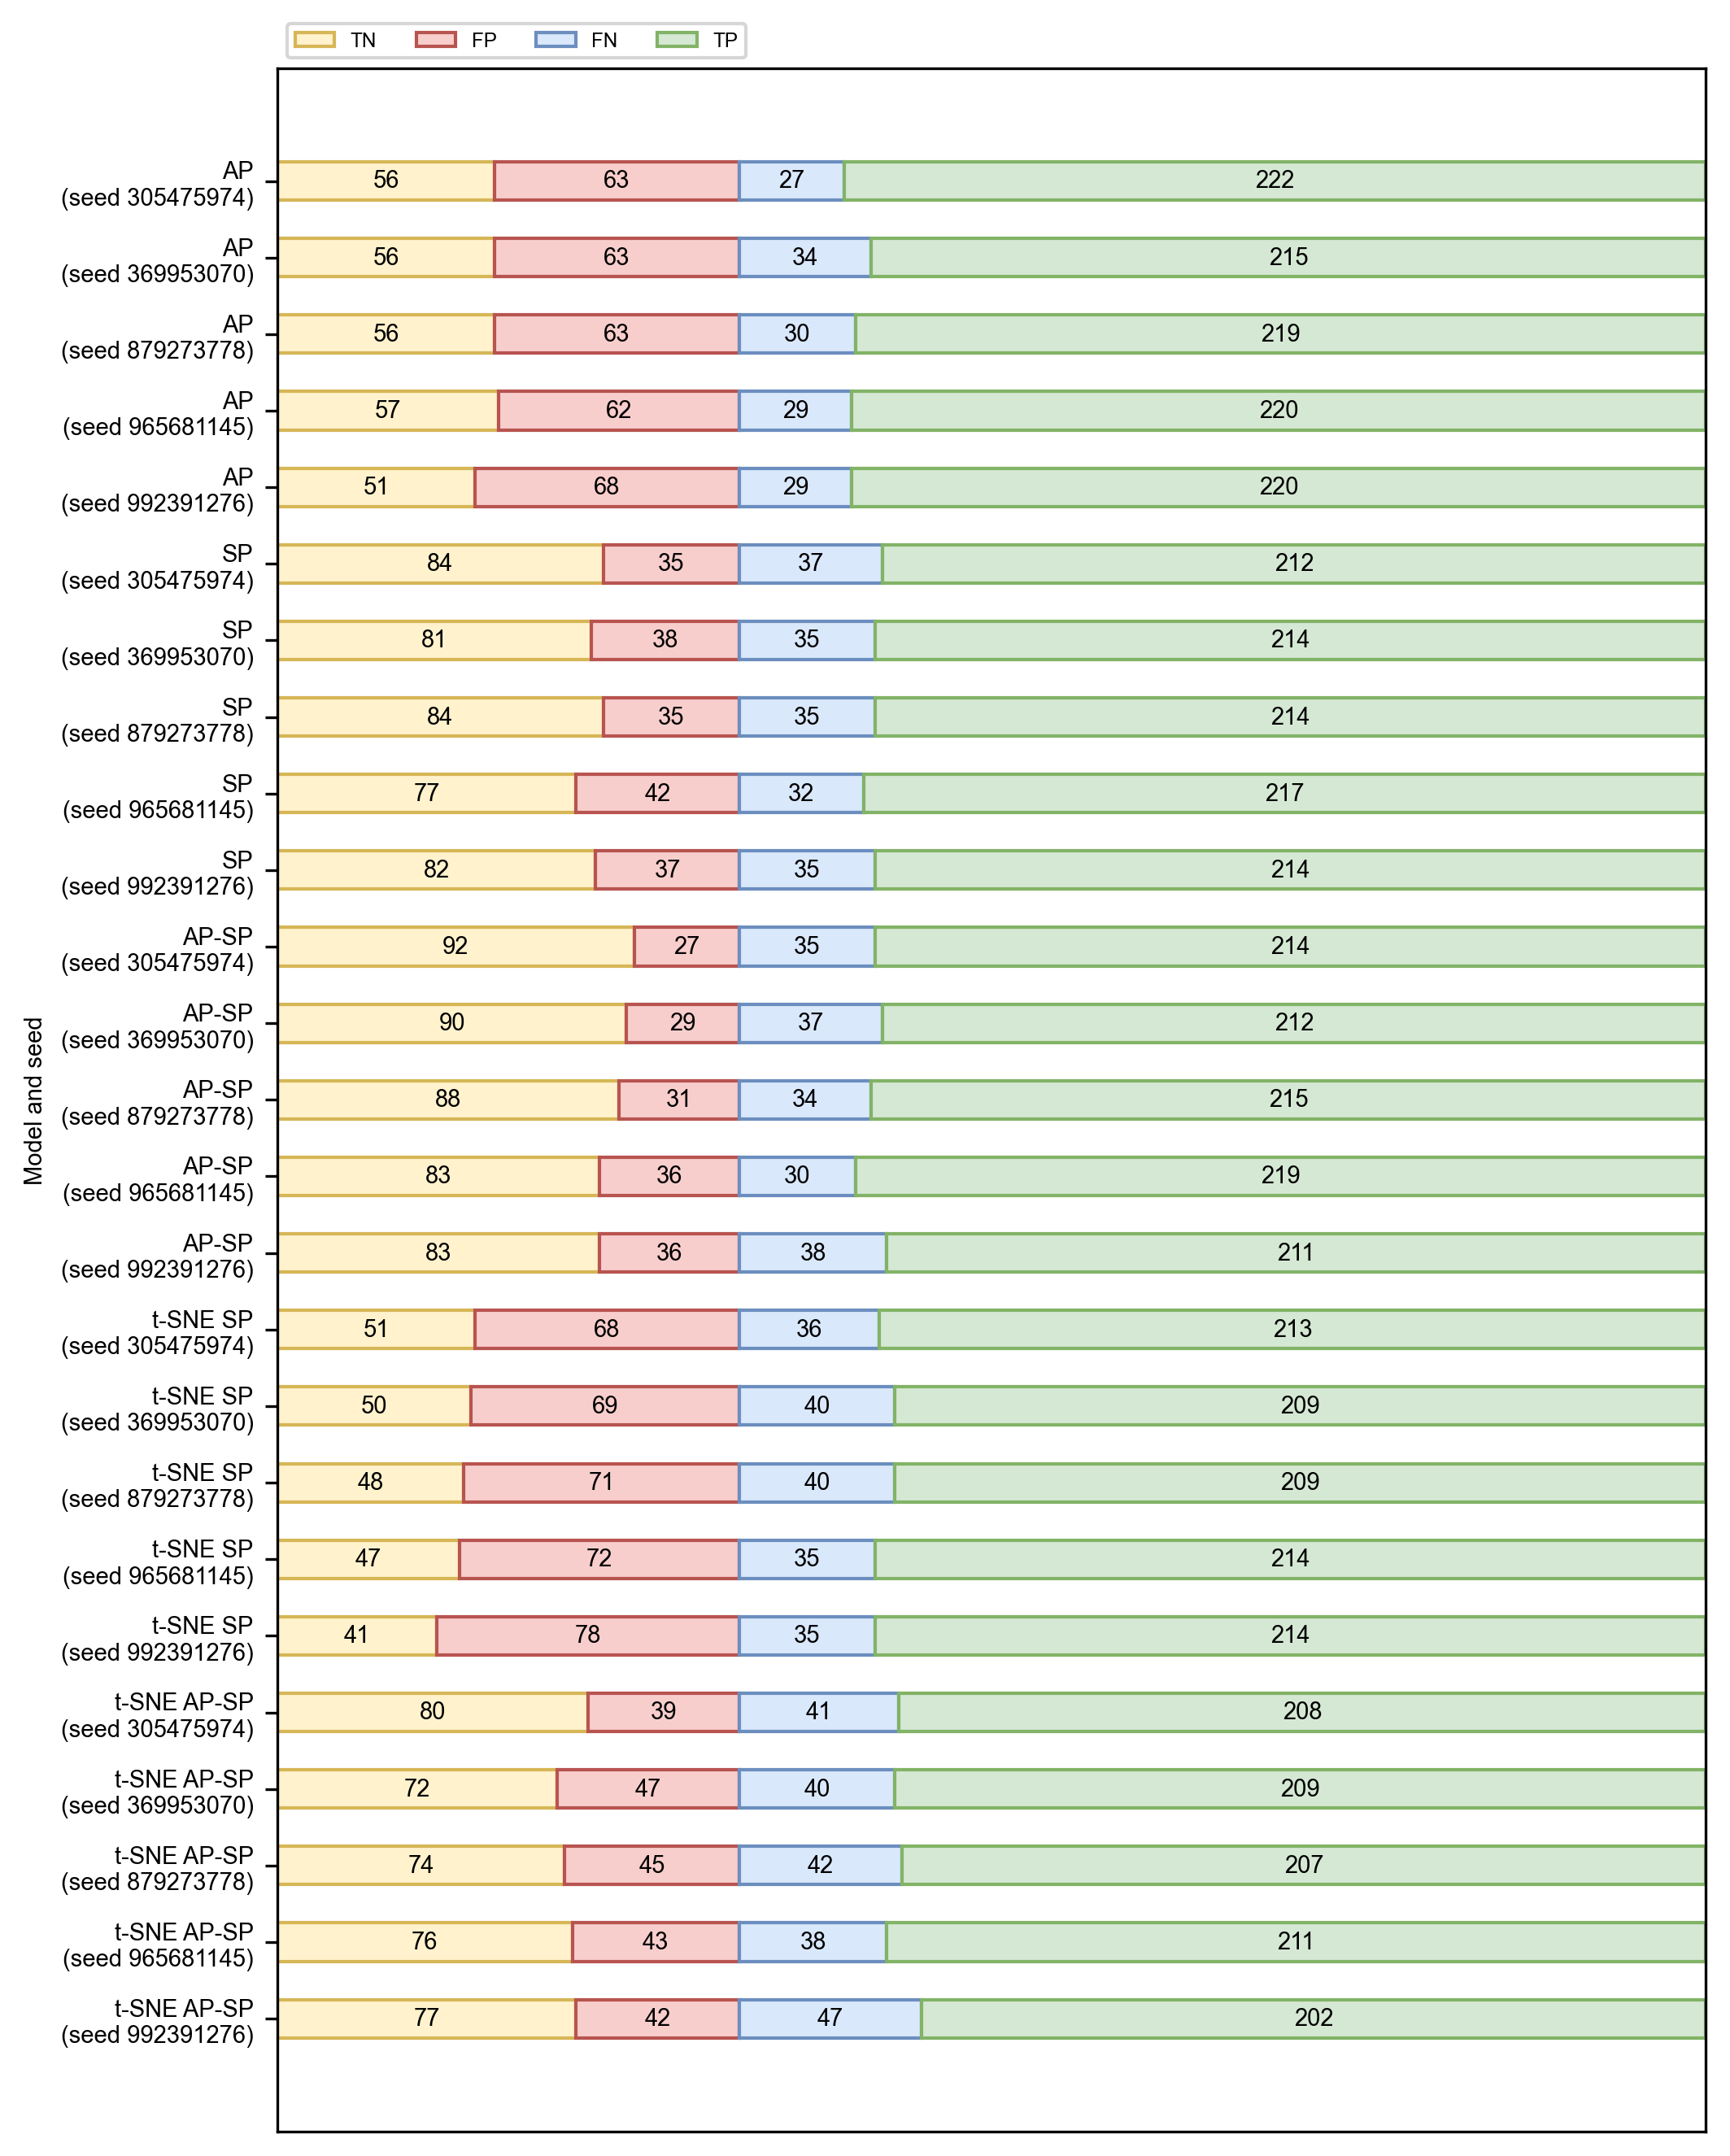 TN FP FN TP
AP
(seed 305475974)
56 63 27 222
AP
(seed 369953070)
56 63 34 215
AP
(seed 879273778)
56 63 30 219
AP
(seed 965681145)
57 62 29 220
AP
(seed 992391276)
51 68 29 220
SP
(seed 305475974)
84 35 37 212
SP
(seed 369953070)
81 38 35 214
SP
(seed 879273778)
84 35 35 214
SP
(seed 965681145)
77 42 32 217
SP
(seed 992391276)
82 37 35 214
AP-SP
(seed 305475974)
92 27 35 214
AP-SP
(seed 369953070)
90 29 37 212
AP-SP
(seed 879273778)
88 31 34 215
AP-SP
(seed 965681145)
83 36 30 219
AP-SP
(seed 992391276)
83 36 38 211
t-SNE SP
(seed 305475974)
51 68 36 213
t-SNE SP
(seed 369953070)
50 69 40 209
t-SNE SP
(seed 879273778)
48 71 40 209
t-SNE SP
(seed 965681145)
47 72 35 214
t-SNE SP
(seed 992391276)
41 78 35 214
t-SNE AP-SP
(seed 305475974)
80 39 41 208
t-SNE AP-SP
(seed 369953070)
72 47 40 209
t-SNE AP-SP
(seed 879273778)
74 45 42 207
t-SNE AP-SP
(seed 965681145)
76 43 38 211
t-SNE AP-SP
(seed 992391276)
77 42 47 202
Model and seed